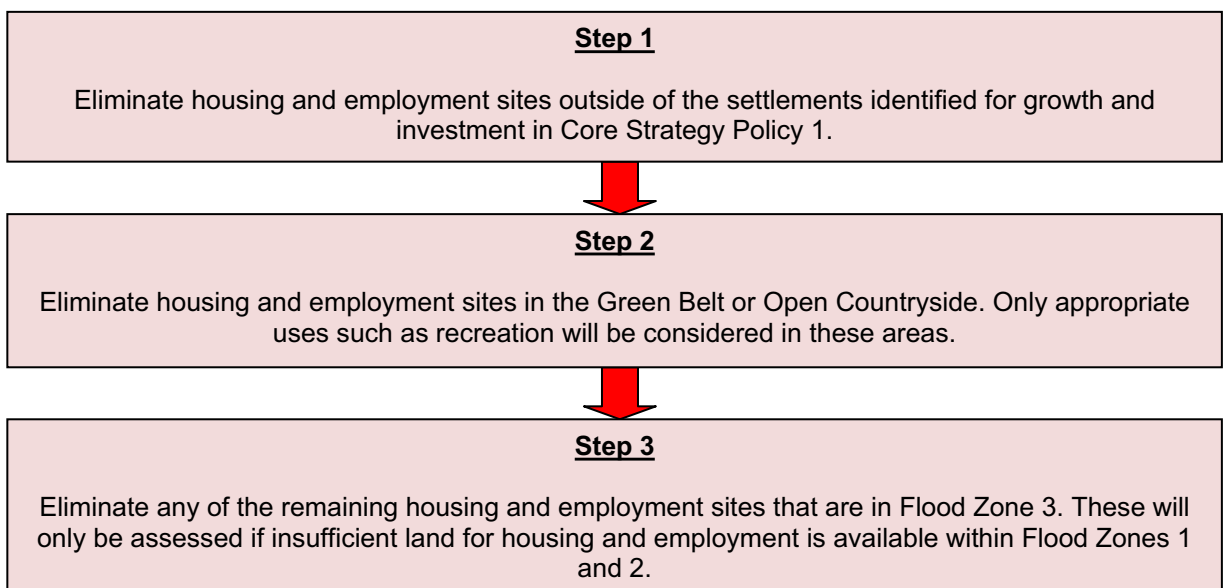 Step 1
Eliminate housing and employment sites outside of the settlements identified for growth and
investment in Core Strategy Policy 1.
Step 2
Eliminate housing and employment sites in the Green Belt or Open Countryside. Only appropriate
uses such as recreation will be considered in these areas.
Step 3
Eliminate any of the remaining housing and employment sites that are in Flood Zone 3. These will
only be assessed if insufficient land for housing and employment is available within Flood Zones 1
and 2.